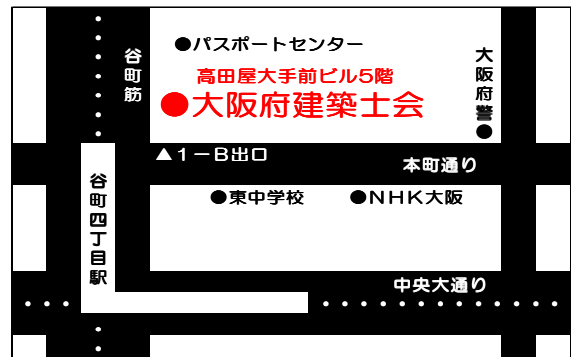 ●パスポートセンター
谷町筋
高田屋大手前ビル5階
●大阪府建築士会
大阪府警●
▲1－B出口
本町通り
谷町四丁目駅
●東中学校
●NHK大阪
中央大通り